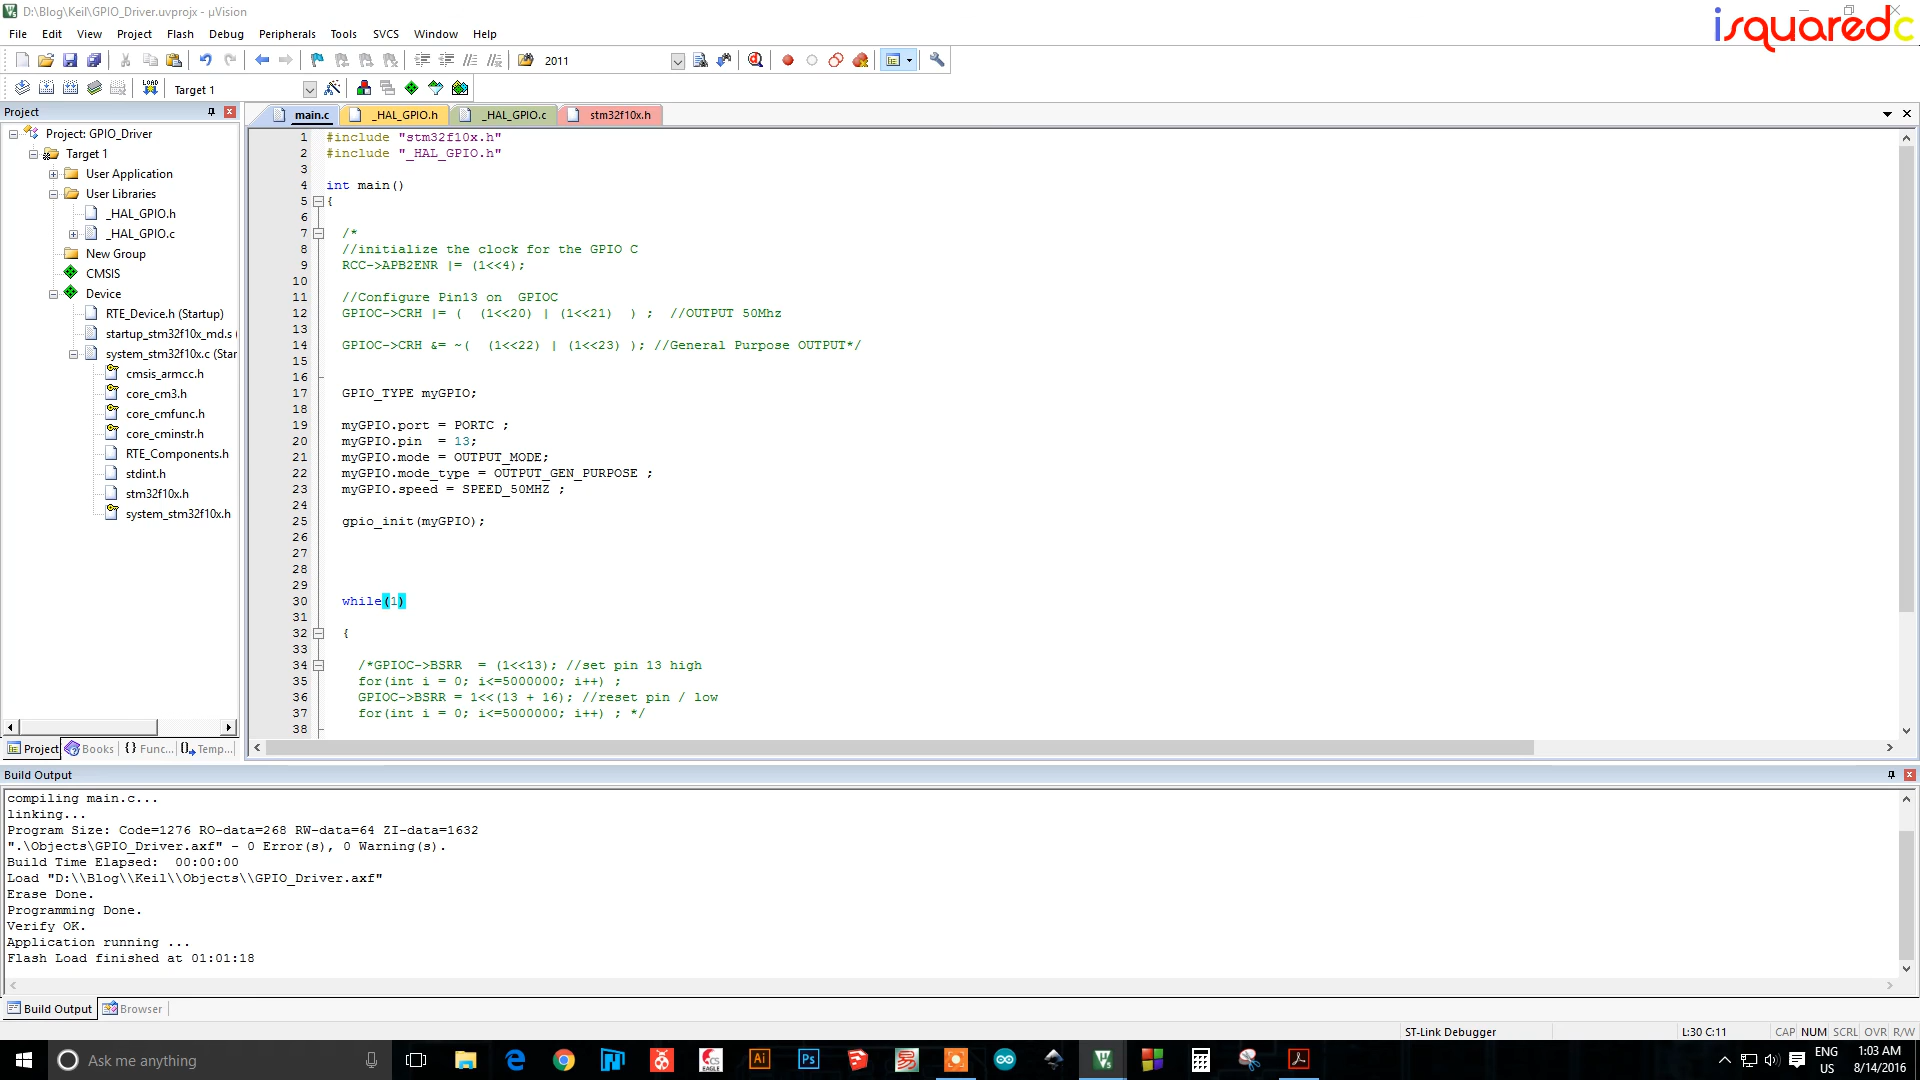 D:\Blog\Keil\GPIO_Driver.uvprojx - µVision
isquaredc
File Edit View Project Flash Debug Peripherals Tools SVCS Window Help
2011
LOAD
Target 1
Project
main.c _HAL_GPIO.h _HAL_GPIO.c stm32f10x.h
Project: GPIO_Driver
Target 1
User Application
User Libraries
_HAL_GPIO.h
_HAL_GPIO.c
New Group
CMSIS
Device
RTE_Device.h (Startup)
startup_stm32f10x_md.s (
system_stm32f10x.c (Star
cmsis_armcc.h
core_cm3.h
core_cmfunc.h
core_cminstr.h
RTE_Components.h
stdint.h
stm32f10x.h
system_stm32f10x.h
Project Books {} Func... Temp...
1 #include "stm32f10x.h"
2 #include "_HAL_GPIO.h"
3
4 int main()
5 {
6
7 /*
8 //initialize the clock for the GPIO C
9 RCC->APB2ENR |= (1<<4);
10
11 //Configure Pin13 on  GPIOC
12 GPIOC->CRH |= (  (1<<20) | (1<<21)  ) ;  //OUTPUT 50Mhz
13
14 GPIOC->CRH &= ~(  (1<<22) | (1<<23) ); //General Purpose OUTPUT*/
15
16
17 GPIO_TYPE myGPIO;
18
19 myGPIO.port = PORTC ;
20 myGPIO.pin  = 13;
21 myGPIO.mode = OUTPUT_MODE;
22 myGPIO.mode_type = OUTPUT_GEN_PURPOSE ;
23 myGPIO.speed = SPEED_50MHZ ;
24
25 gpio_init(myGPIO);
26
27
28
29
30 while(1)
31
32 {
33
34 /*GPIOC->BSRR  = (1<<13); //set pin 13 high
35 for(int i = 0; i<=5000000; i++) ;
36 GPIOC->BSRR = 1<<(13 + 16); //reset pin / low
37 for(int i = 0; i<=5000000; i++) ; */
38
Build Output
compiling main.c...
linking...
Program Size: Code=1276 RO-data=268 RW-data=64 ZI-data=1632
".\Objects\GPIO_Driver.axf" - 0 Error(s), 0 Warning(s).
Build Time Elapsed:  00:00:00
Load "D:\\Blog\\Keil\\Objects\\GPIO_Driver.axf"
Erase Done.
Programming Done.
Verify OK.
Application running ...
Flash Load finished at 01:01:18
Build Output Browser
ST-Link Debugger L:30 C:11 CAP NUM SCRL OVR R/W
Ask me anything
EAGLE Ai Ps 易
ENG
US
1:03 AM
8/14/2016